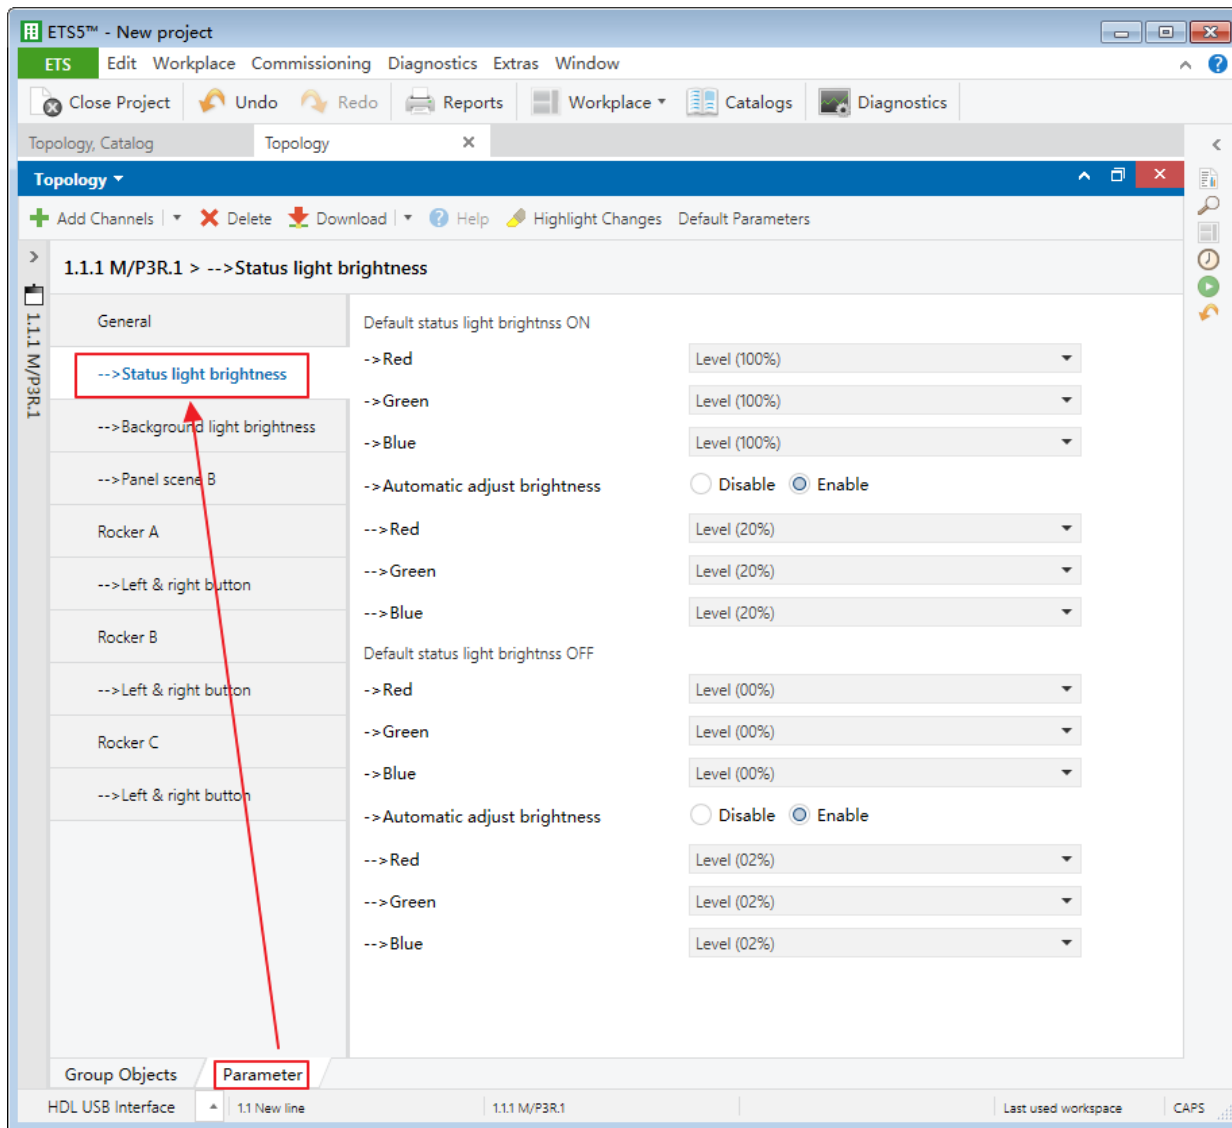 ETS5™ - New project
ETS Edit Workplace Commissioning Diagnostics Extras Window
Close Project Undo Redo Reports Workplace Catalogs Diagnostics
Topology, Catalog Topology
Topology
Add Channels Delete Download Help Highlight Changes Default Parameters
1.1.1 M/P3R.1 > -->Status light brightness
1.1.1 M/P3R.1
General
-->Status light brightness
-->Background light brightness
-->Panel scene B
Rocker A
-->Left & right button
Rocker B
-->Left & right button
Rocker C
-->Left & right button
Default status light brightnss ON
->Red Level (100%)
->Green Level (100%)
->Blue Level (100%)
->Automatic adjust brightness Disable Enable
-->Red Level (20%)
-->Green Level (20%)
-->Blue Level (20%)
Default status light brightnss OFF
->Red Level (00%)
->Green Level (00%)
->Blue Level (00%)
->Automatic adjust brightness Disable Enable
-->Red Level (02%)
-->Green Level (02%)
-->Blue Level (02%)
Group Objects Parameter
HDL USB Interface 1.1 New line 1.1.1 M/P3R.1 Last used workspace CAPS